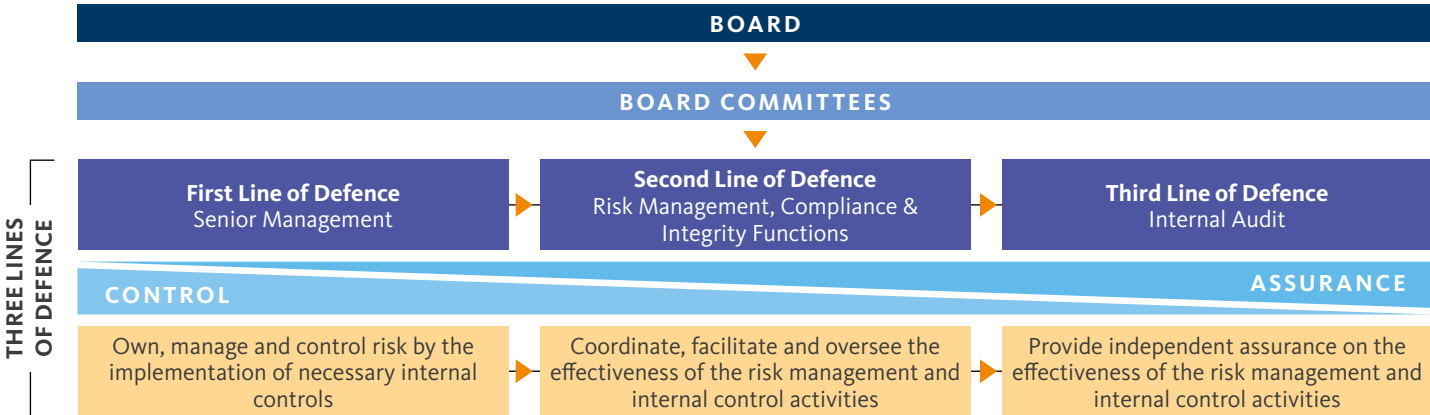 BOARD
BOARD COMMITTEES
THREE LINES
OF DEFENCE
First Line of Defence
Senior Management
Second Line of Defence
Risk Management, Compliance &
Integrity Functions
Third Line of Defence
Internal Audit
CONTROL
ASSURANCE
Own, manage and control risk by the
implementation of necessary internal
controls
Coordinate, facilitate and oversee the
effectiveness of the risk management and
internal control activities
Provide independent assurance on the
effectiveness of the risk management and
internal control activities